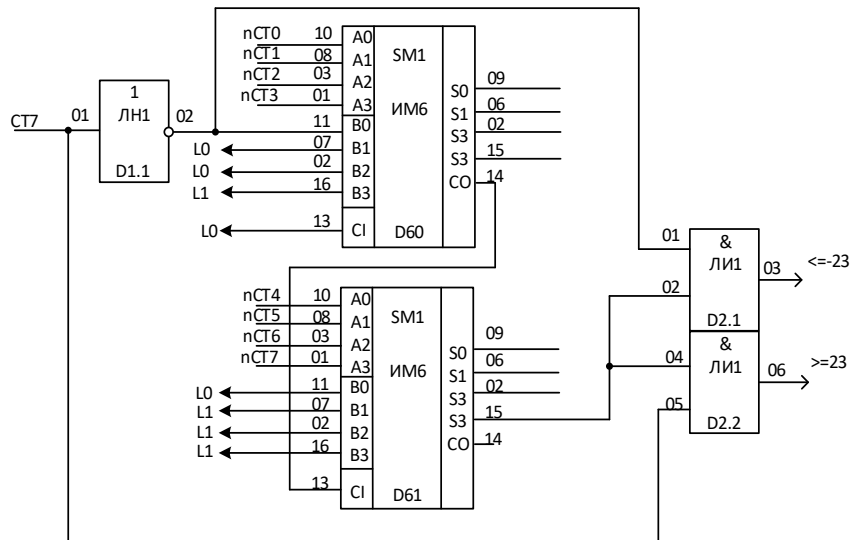 CT7
01
1
ЛН1
D1.1
02
nCT0
10
A0
nCT1
08
A1
nCT2
03
A2
nCT3
01
A3
11
B0
L0
07
B1
L0
02
B2
L1
16
B3
L0
13
CI
SM1
ИМ6
D60
S0
09
S1
06
S3
02
S3
15
CO
14
nCT4
10
A0
nCT5
08
A1
nCT6
03
A2
nCT7
01
A3
L0
11
B0
L1
07
B1
L1
02
B2
L1
16
B3
13
CI
SM1
ИМ6
D61
S0
09
S1
06
S3
02
S3
15
CO
14
01
&
ЛИ1
03
<=-23
02
D2.1
04
&
ЛИ1
06
>=23
05
D2.2